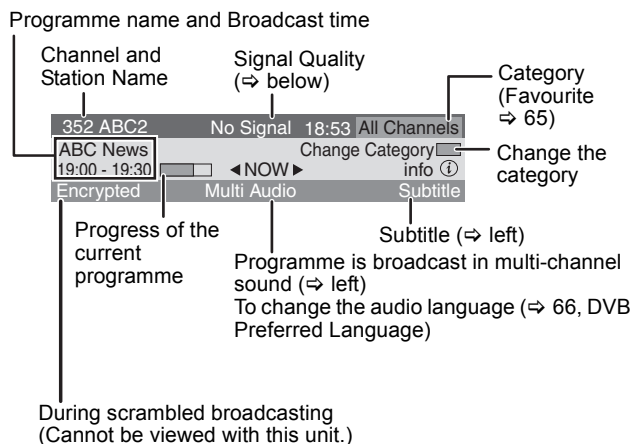 Programme name and Broadcast time
Channel and
Station Name
Signal Quality
(⇨ below)
Category
(Favourite
⇨ 65)
352 ABC2 No Signal 18:53 All Channels
ABC News Change Category
19:00 - 19:30 ◄NOW► info ⓘ
Encrypted Multi Audio Subtitle
Change the
category
Progress of the
current
programme
Subtitle (⇨ left)
Programme is broadcast in multi-channel
sound (⇨ left)
To change the audio language (⇨ 66, DVB
Preferred Language)
During scrambled broadcasting
(Cannot be viewed with this unit.)